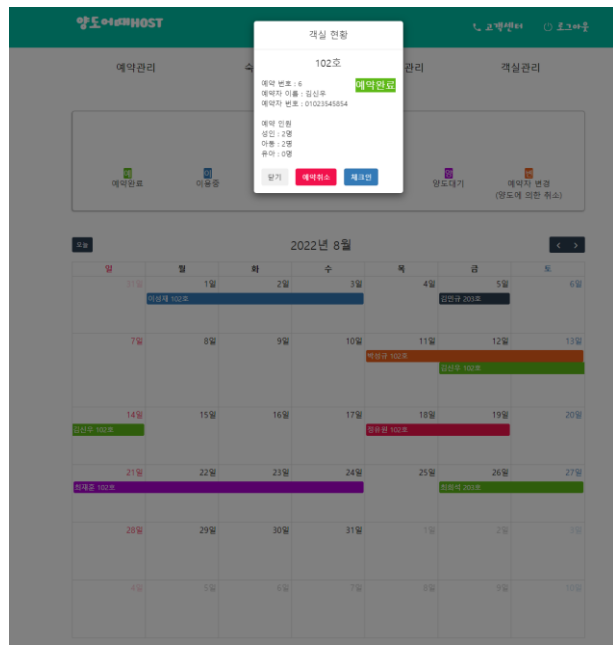 양도어때HOST
고객센터
로그아웃
예약관리
관리
객실관리
객실 현황
102호
예약 번호 : 6
예약완료
예약자 이름 : 김신우
예약자 번호 : 01023545854
예약 인원
성인 : 2명
아동 : 2명
유아 : 0명
닫기
예약취소
체크인
예
이
양
변
예약완료
이용중
양도대기
예약자 변경
(양도에 의한 취소)
오늘
2022년 8월
< >
일 월 화 수 목 금 토
31일 1일 2일 3일 4일 5일 6일
이성재 102호
김민규 203호
7일 8일 9일 10일 11일 12일 13일
박성규 102호
김신우 102호
14일 15일 16일 17일 18일 19일 20일
김신우 102호
정유원 102호
21일 22일 23일 24일 25일 26일 27일
최재훈 102호
203호
28일 29일 30일 31일 1일 2일 3일
4일 5일 6일 7일 8일 9일 10일